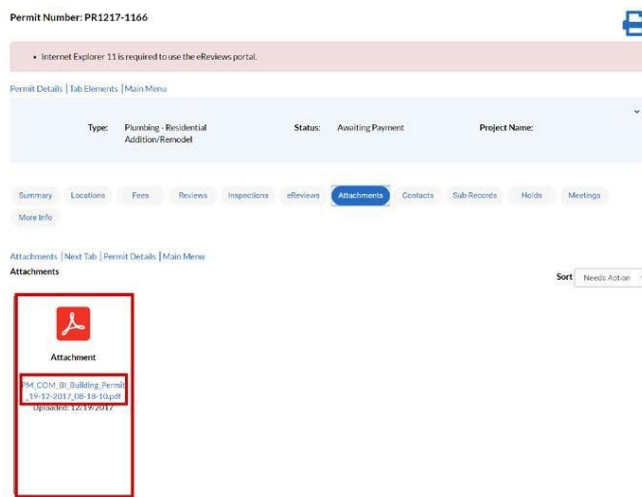 Permit Number: PR1217-1166
Internet Explorer 11 is required to use the eReviews portal.
Permit Details | Tab Elements | Main Menu
Type: Plumbing - Residential Addition/Remodel Status: Awaiting Payment Project Name:
Summary Locations Fees Reviews Inspections eReviews Attachments Contacts Sub-Records Holds Meetings
More Info
Attachments | Next Tab | Permit Details | Main Menu
Attachments
Sort Needs Action
Attachment
PM_COM_BI_Building_Permit
_19-12-2017_08-18-10.pdf
Uploaded: 12/19/2017